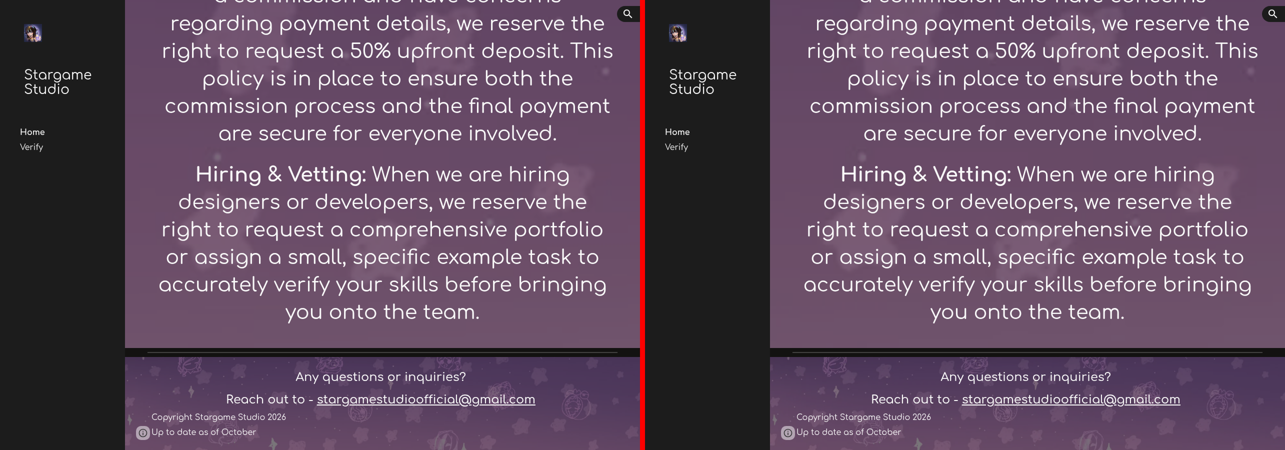 Stargame
Studio
Home
Verify
a commission and have concerns
regarding payment details, we reserve the
right to request a 50% upfront deposit. This
policy is in place to ensure both the
commission process and the final payment
are secure for everyone involved.
Hiring & Vetting: When we are hiring
designers or developers, we reserve the
right to request a comprehensive portfolio
or assign a small, specific example task to
accurately verify your skills before bringing
you onto the team.
Any questions or inquiries?
Reach out to - stargamestudioofficial@gmail.com
Copyright Stargame Studio 2026
Up to date as of October
Stargame
Studio
Home
Verify
a commission and have concerns
regarding payment details, we reserve the
right to request a 50% upfront deposit. This
policy is in place to ensure both the
commission process and the final payment
are secure for everyone involved.
Hiring & Vetting: When we are hiring
designers or developers, we reserve the
right to request a comprehensive portfolio
or assign a small, specific example task to
accurately verify your skills before bringing
you onto the team.
Any questions or inquiries?
Reach out to - stargamestudioofficial@gmail.com
Copyright Stargame Studio 2026
Up to date as of October